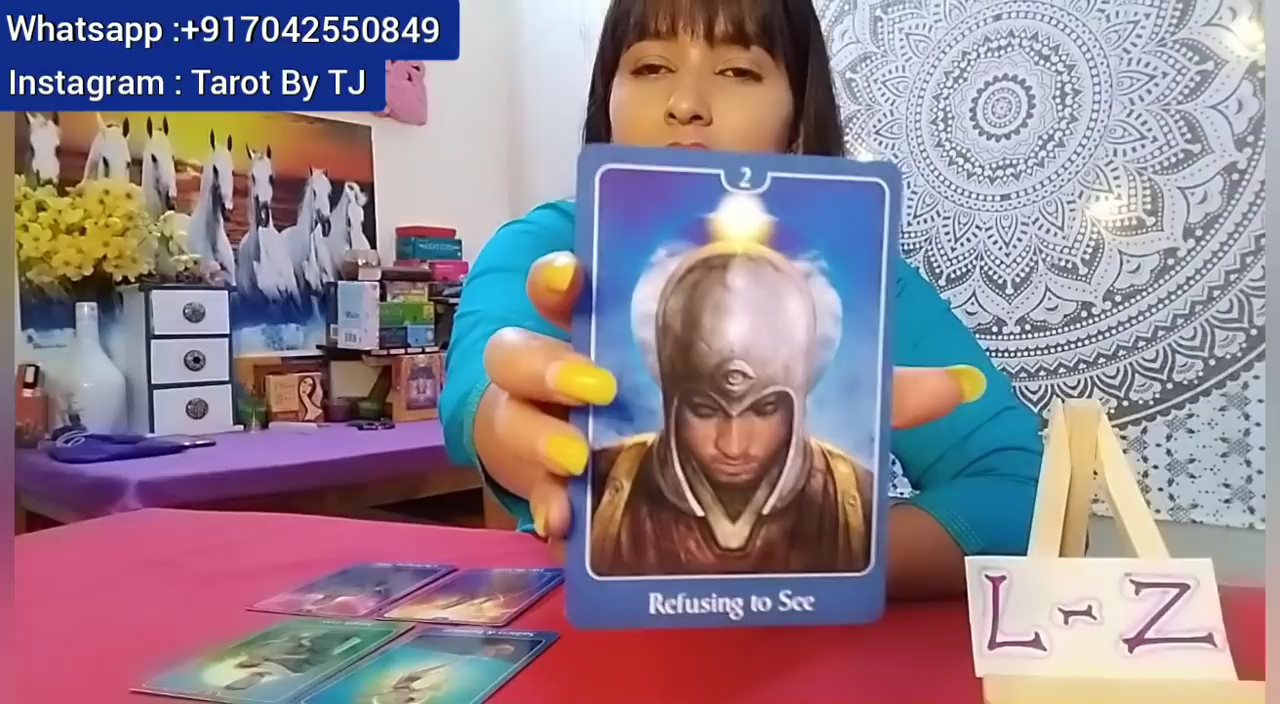 Whatsapp :+917042550849
Instagram : Tarot By TJ
2
Refusing to See
L - Z